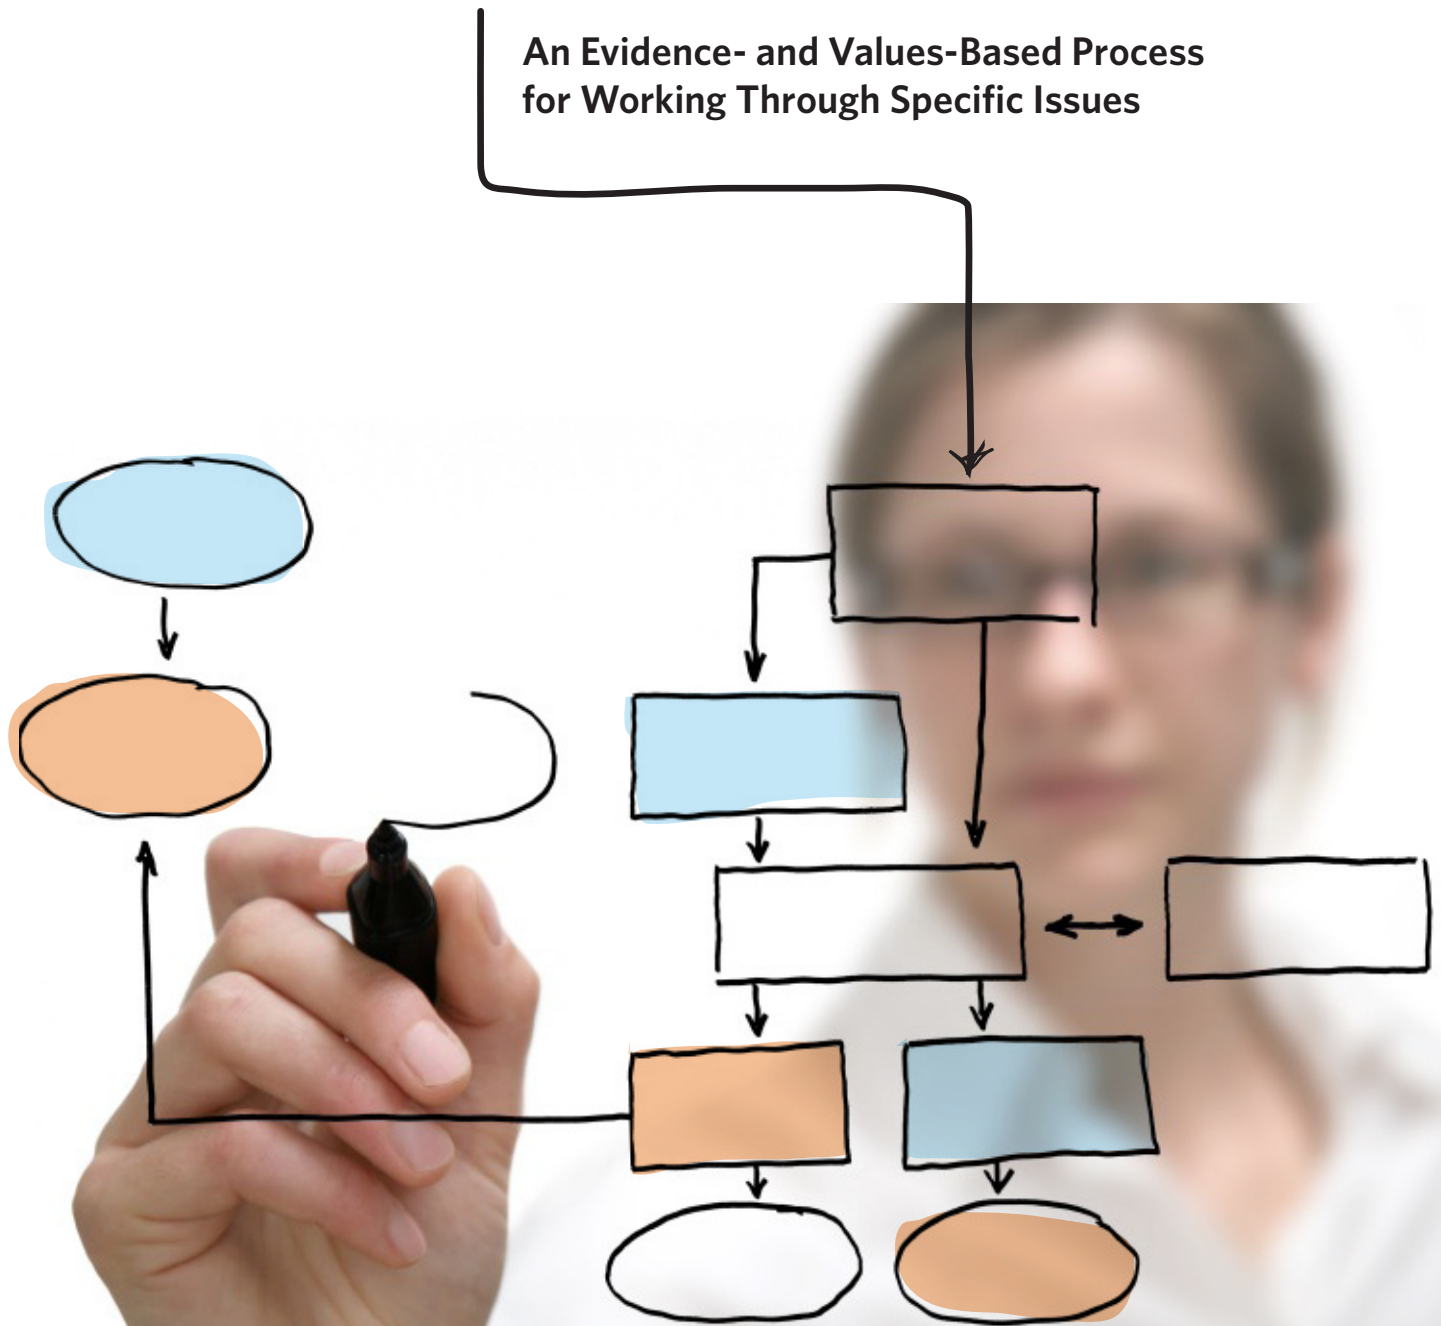 An Evidence- and Values-Based Process
for Working Through Specific Issues